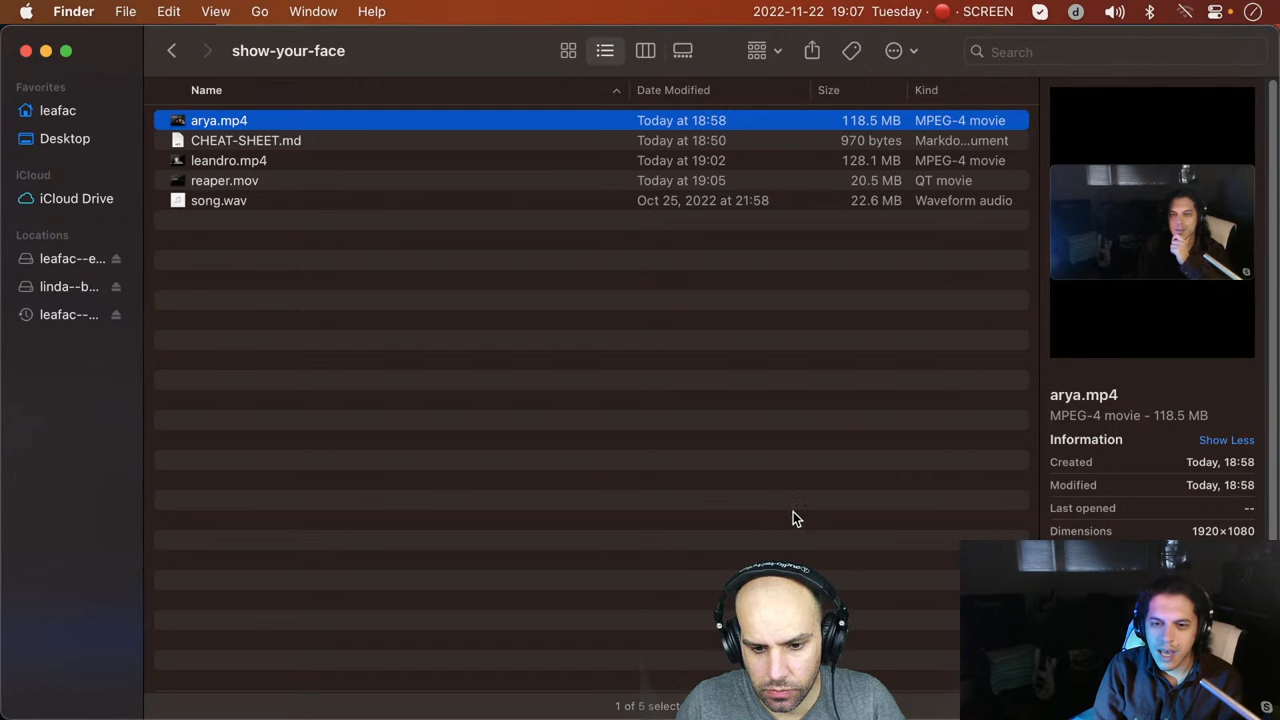 Finder File Edit View Go Window Help 2022-11-22 19:07 Tuesday SCREEN d
show-your-face
Search
Favorites
leafac
Desktop
iCloud
iCloud Drive
Locations
leafac--e...
linda--b...
leafac--...
Name Date Modified Size Kind
arya.mp4 Today at 18:58 118.5 MB MPEG-4 movie
CHEAT-SHEET.md Today at 18:50 970 bytes Markdo...ument
leandro.mp4 Today at 19:02 128.1 MB MPEG-4 movie
reaper.mov Today at 19:05 20.5 MB QT movie
song.wav Oct 25, 2022 at 21:58 22.6 MB Waveform audio
arya.mp4
MPEG-4 movie - 118.5 MB
Information Show Less
Created Today, 18:58
Modified Today, 18:58
Last opened --
Dimensions 1920×1080
1 of 5 select